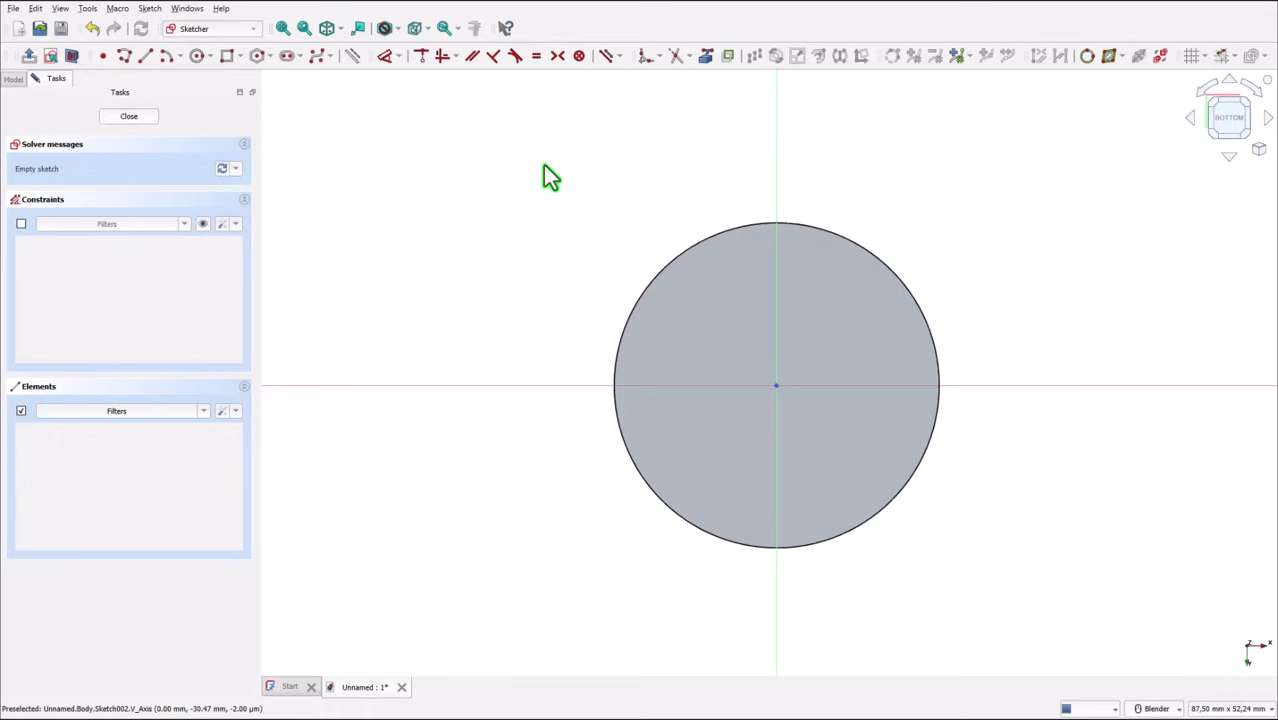 File Edit View Tools Macro Sketch Windows Help
Sketcher
Model Tasks
Tasks
Close
Solver messages
Empty sketch
Constraints
Filters
Elements
Filters
BOTTOM
Z X
Y
Start Unnamed : 1*
Preselected: Unnamed.Body.Sketch002.V_Axis (0.00 mm, -30.47 mm, -2.00 µm) Blender 87,50 mm x 52,24 mm